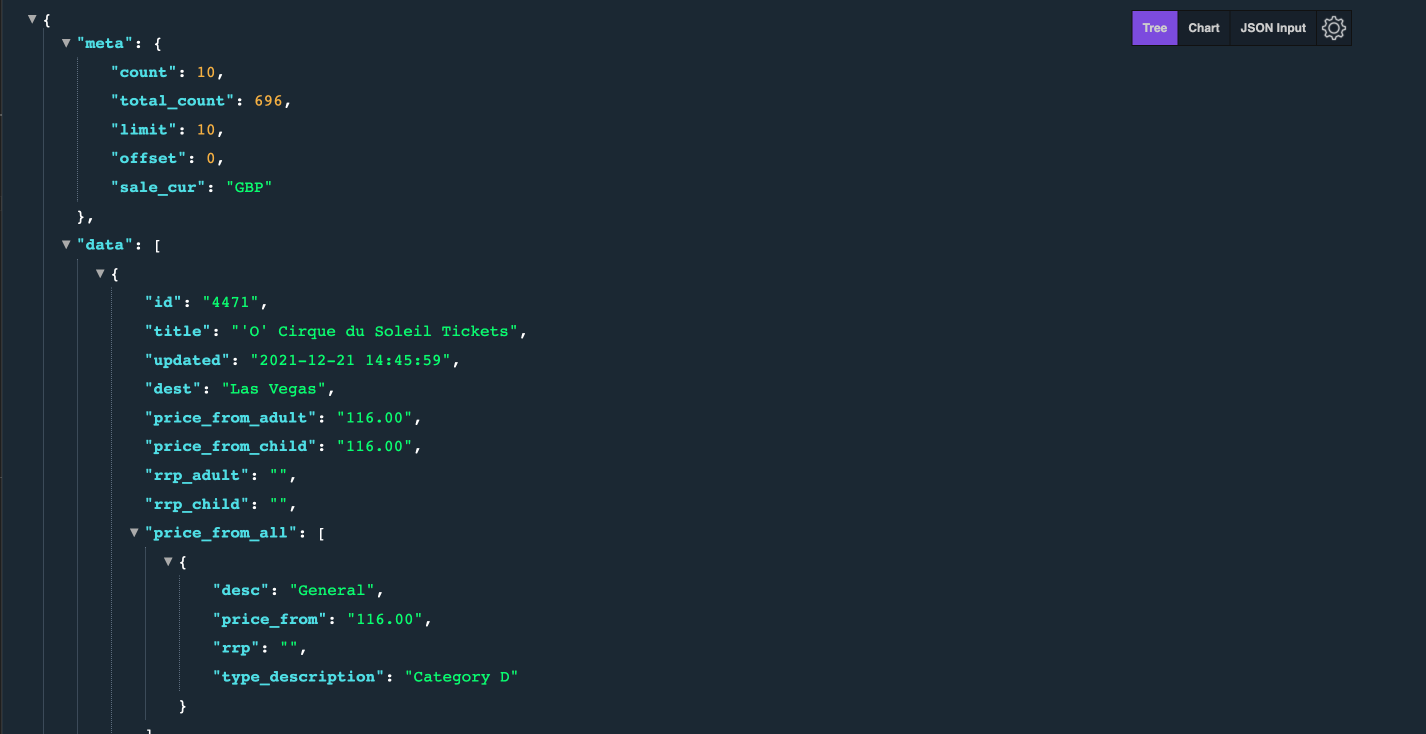 {
Tree Chart JSON Input
"meta": {
"count": 10,
"total_count": 696,
"limit": 10,
"offset": 0,
"sale_cur": "GBP"
},
"data": [
{
"id": "4471",
"title": "'O' Cirque du Soleil Tickets",
"updated": "2021-12-21 14:45:59",
"dest": "Las Vegas",
"price_from_adult": "116.00",
"price_from_child": "116.00",
"rrp_adult": "",
"rrp_child": "",
"price_from_all": [
{
"desc": "General",
"price_from": "116.00",
"rrp": "",
"type_description": "Category D"
}